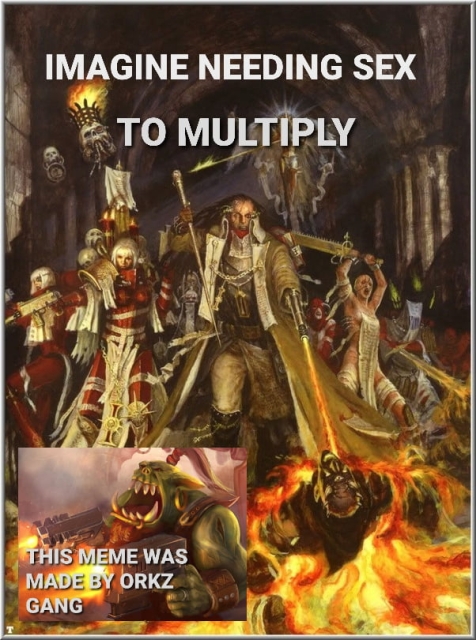 IMAGINE NEEDING SEX
TO MULTIPLY
THIS MEME WAS
MADE BY ORKZ
GANG
T